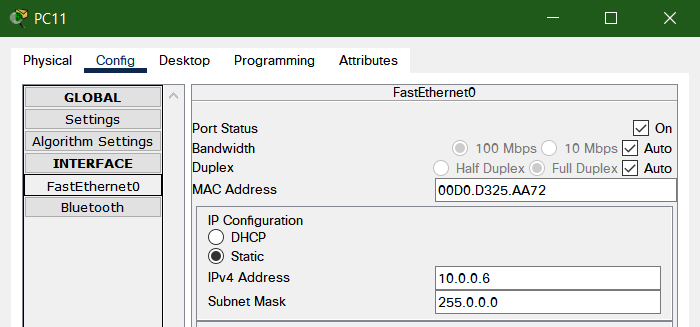 PC11
Physical Config Desktop Programming Attributes
GLOBAL
Settings
Algorithm Settings
INTERFACE
FastEthernet0
Bluetooth
FastEthernet0
Port Status On
Bandwidth 100 Mbps 10 Mbps Auto
Duplex Half Duplex Full Duplex Auto
MAC Address 00D0.D325.AA72
IP Configuration
DHCP
Static
IPv4 Address 10.0.0.6
Subnet Mask 255.0.0.0